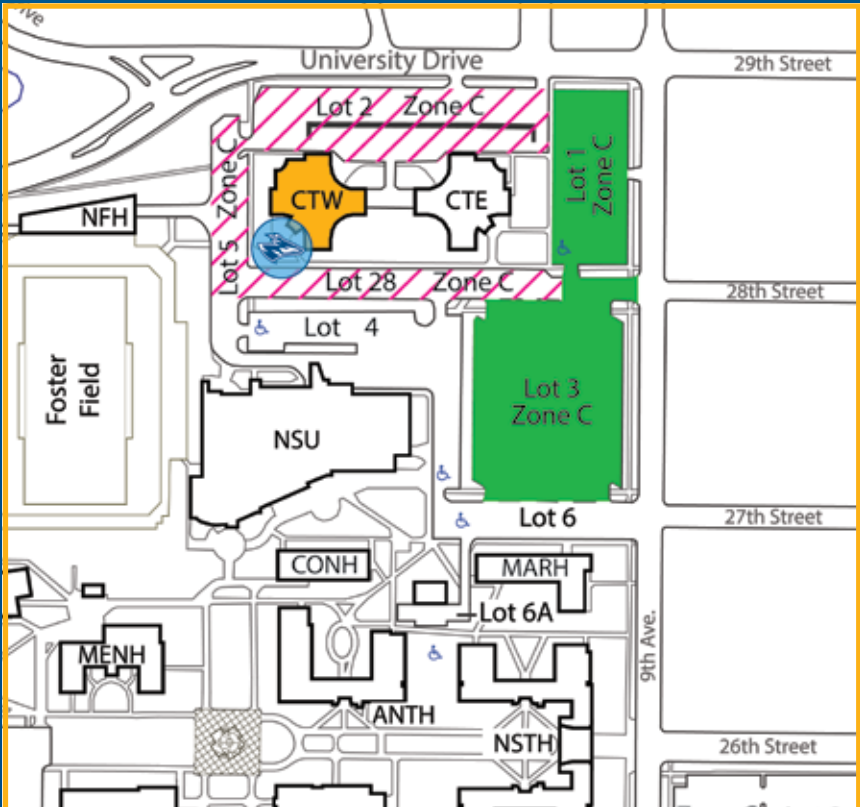 University Drive
29th Street
Lot 2 Zone C
Lot 1
Zone C
Lot 5 Zone C
CTW
CTE
NFH
Lot 28 Zone C
28th Street
Lot 4
Foster
Field
Lot 3
Zone C
NSU
Lot 6
27th Street
CONH
MARH
Lot 6A
MENH
9th Ave.
ANTH
NSTH
26th Street